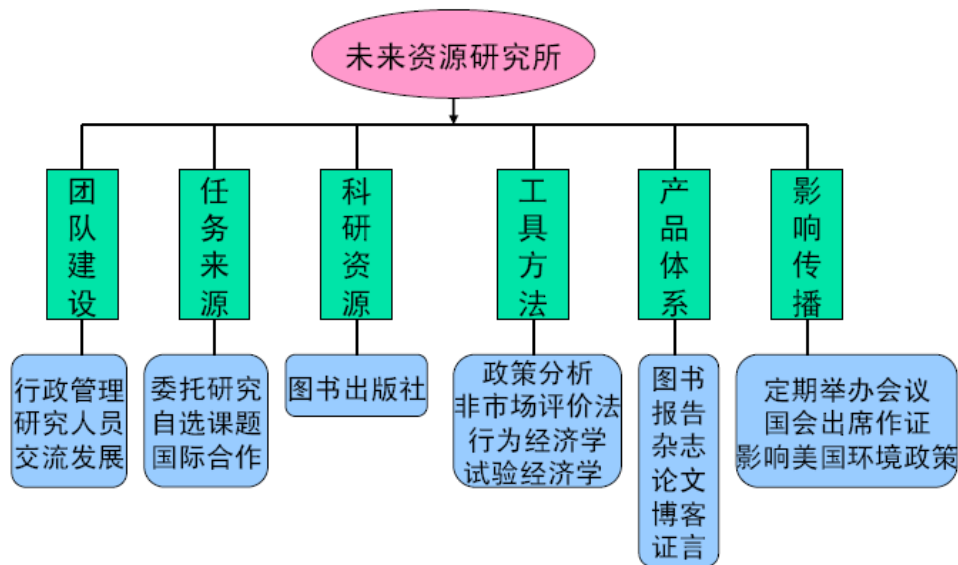 未来资源研究所
团队建设
任务来源
科研资源
工具方法
产品体系
影响传播
行政管理
研究人员
交流发展
委托研究
自选课题
国际合作
图书出版社
政策分析
非市场评价法
行为经济学
试验经济学
图书
报告
杂志
论文
博客
证言
定期举办会议
国会出席作证
影响美国环境政策